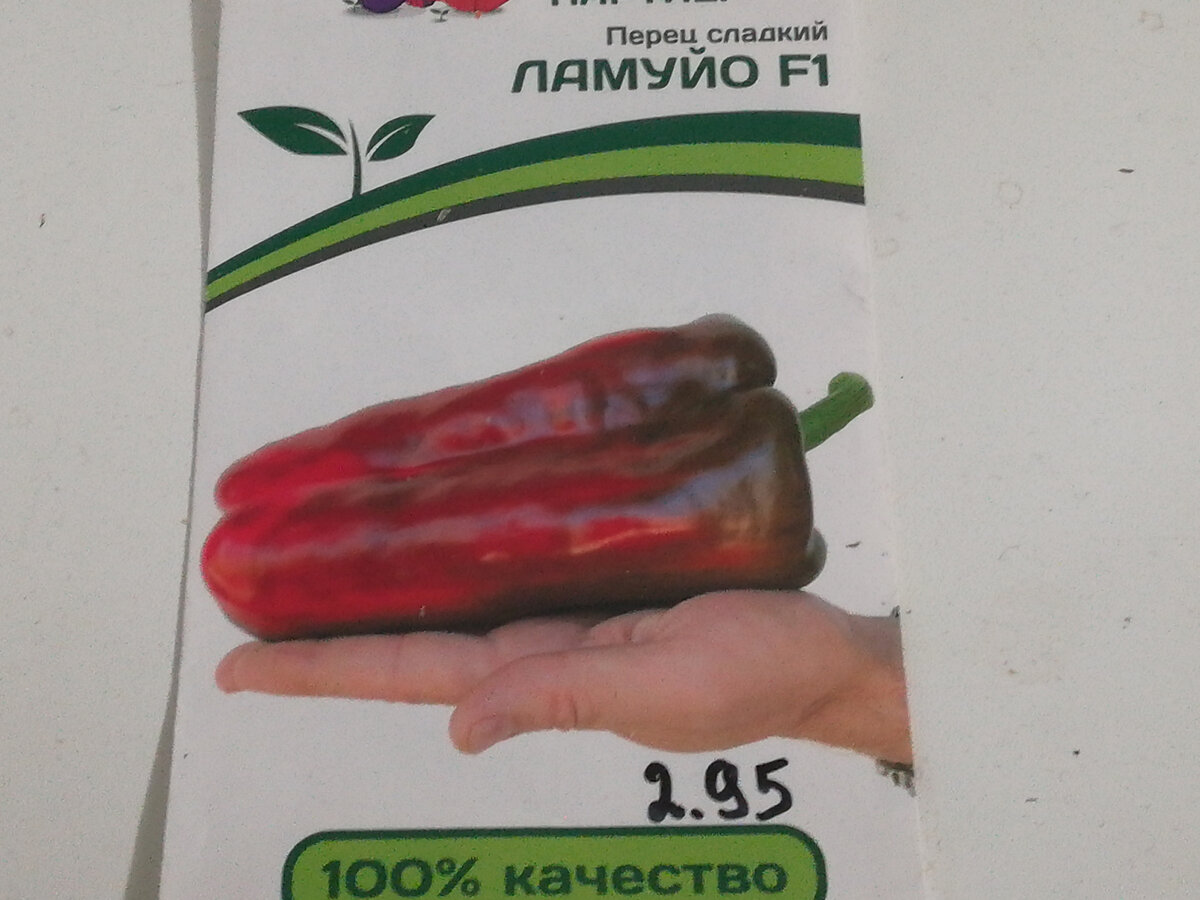 Перец сладкий
ЛАМУЙО F1
2.95
100% качество